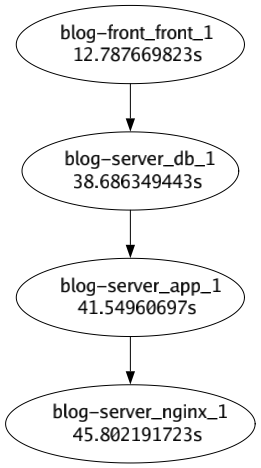 blog-front_front_1
12.787669823s
blog-server_db_1
38.686349443s
blog-server_app_1
41.54960697s
blog-server_nginx_1
45.802191723s